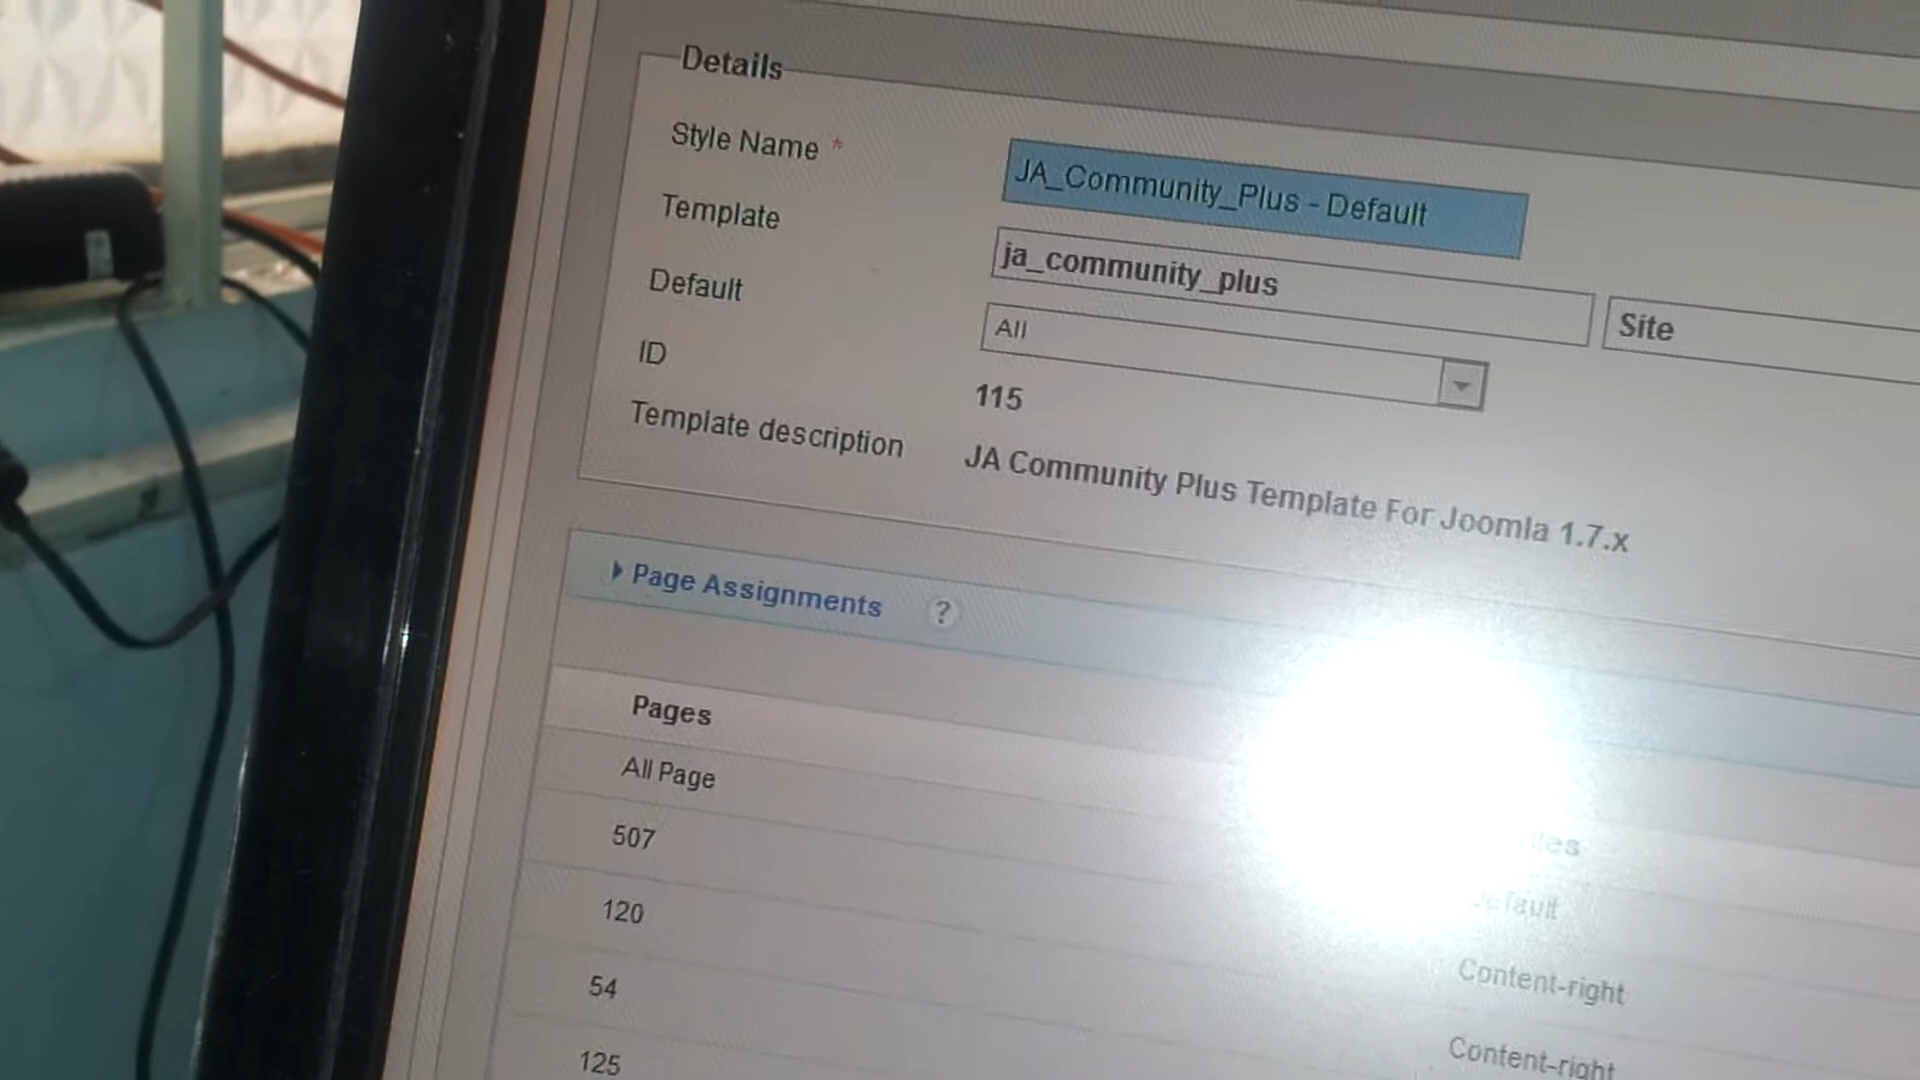 Details
Style Name * JA_Community_Plus - Default
Template ja_community_plus Site
Default All
ID 115
Template description JA Community Plus Template For Joomla 1.7.x
Page Assignments ?
Pages
All Page
507
120 Content-right
54 Content-right
125